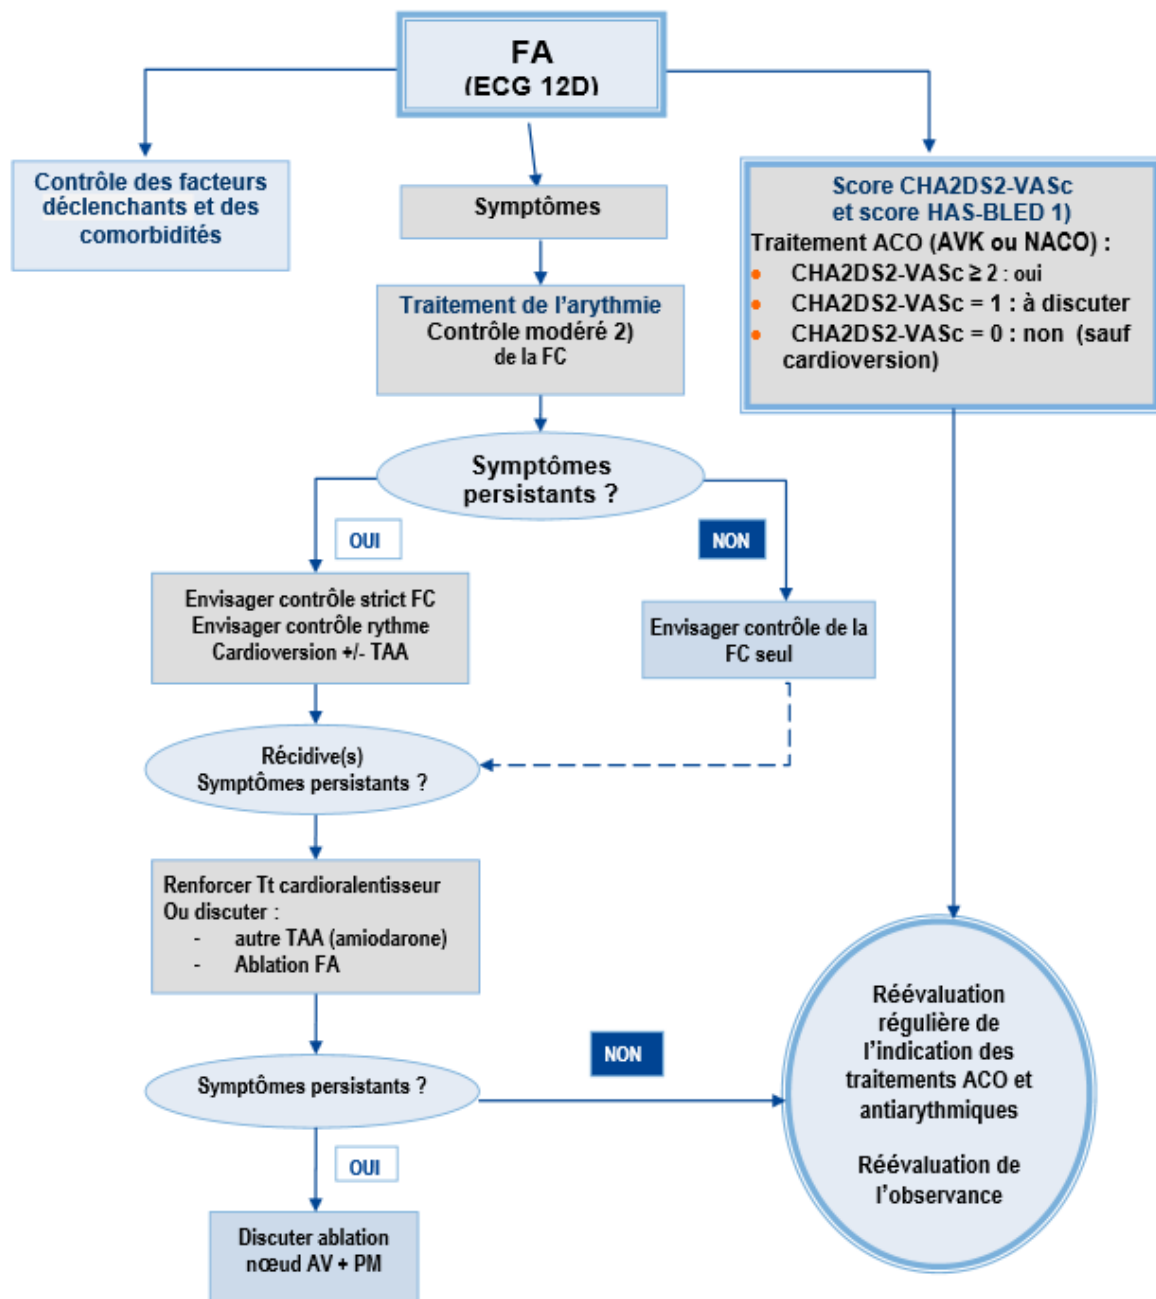 FA
(ECG 12D)
Contrôle des facteurs
déclenchants et des
comorbidités
Symptômes
Score CHA2DS2-VASc
et score HAS-BLED 1)
Traitement ACO (AVK ou NACO) :
● CHA2DS2-VASc ≥ 2 : oui
● CHA2DS2-VASc = 1 : à discuter
● CHA2DS2-VASc = 0 : non (sauf
cardioversion)
Traitement de l'arythmie
Contrôle modéré 2)
de la FC
Symptômes
persistants ?
OUI
NON
Envisager contrôle strict FC
Envisager contrôle rythme
Cardioversion +/- TAA
Envisager contrôle de la
FC seul
Récidive(s)
Symptômes persistants ?
Renforcer Tt cardioralentisseur
Ou discuter :
- autre TAA (amiodarone)
- Ablation FA
Symptômes persistants ?
NON
OUI
Discuter ablation
nœud AV + PM
Réévaluation
régulière de
l'indication des
traitements ACO et
antiarythmiques
Réévaluation de
l'observance